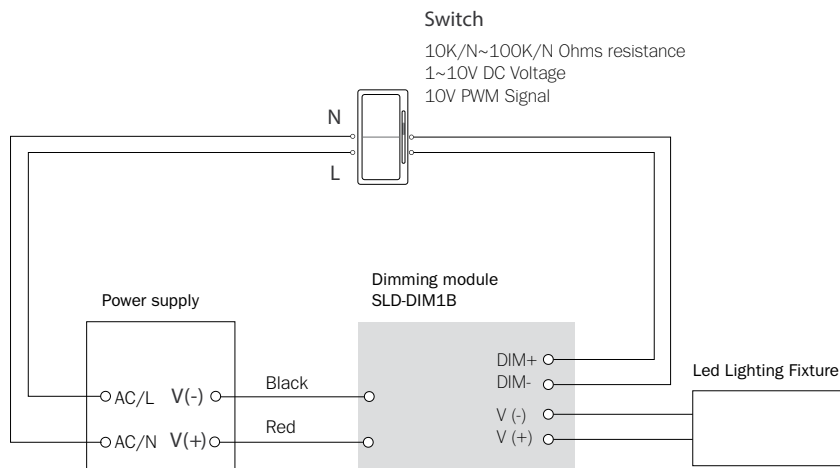 Switch
10K/N~100K/N Ohms resistance
1~10V DC Voltage
10V PWM Signal
N
L
Dimming module
SLD-DIM1B
Power supply
DIM+
DIM-
Led Lighting Fixture
AC/L
V(-)
Black
V (-)
AC/N
V(+)
Red
V (+)